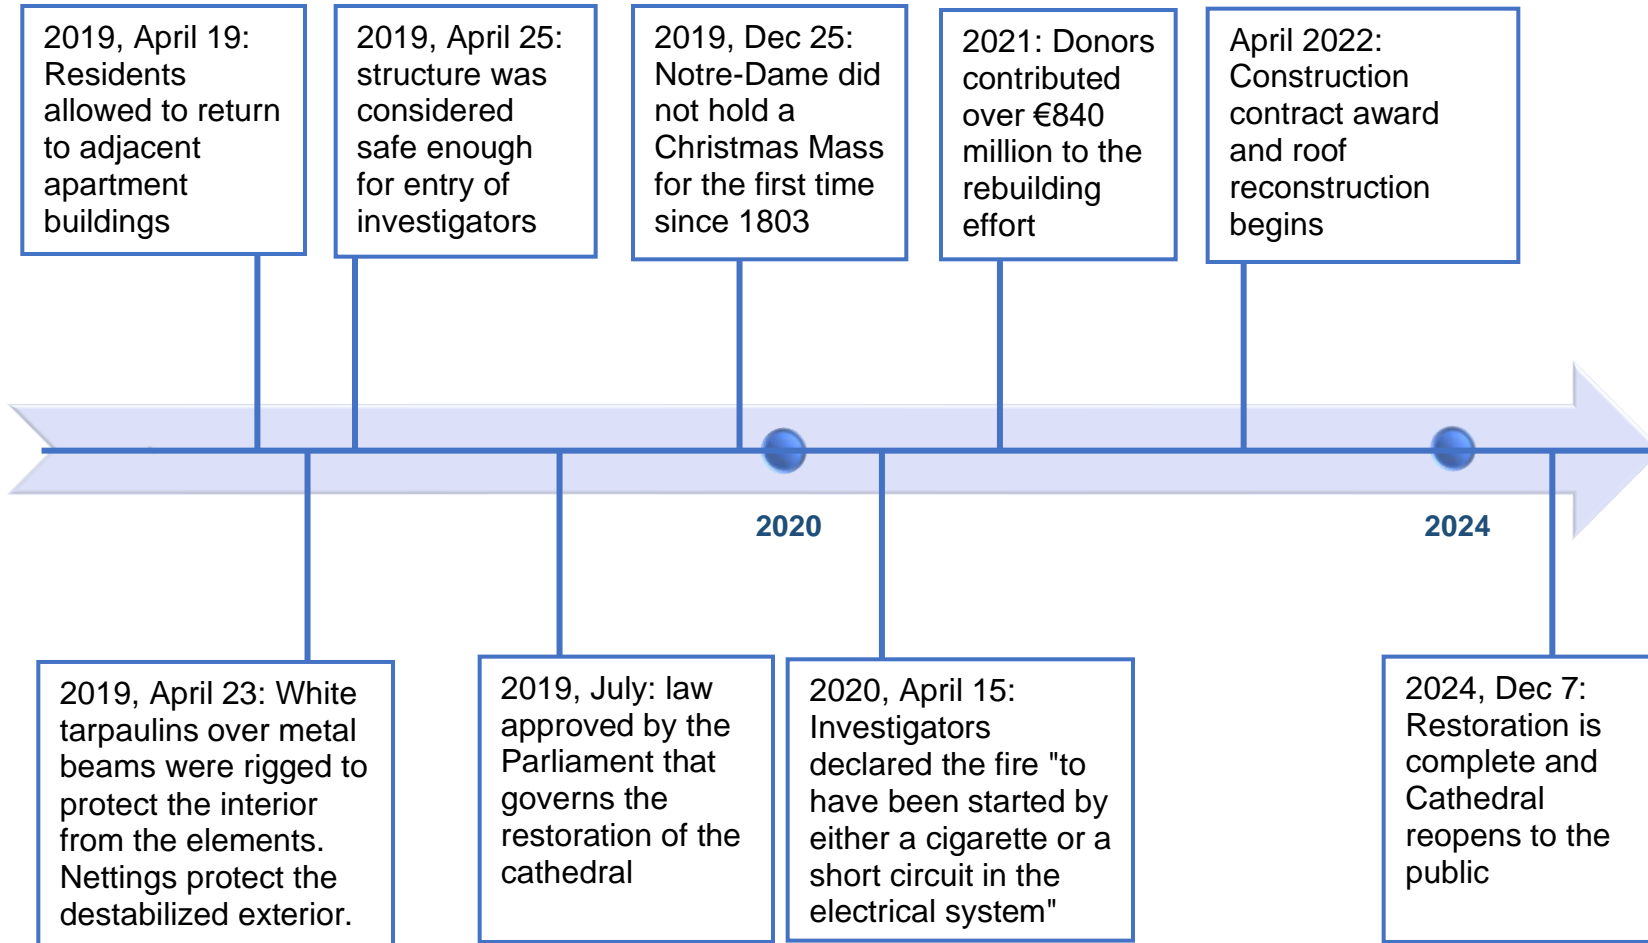 2019, April 19:
Residents
allowed to return
to adjacent
apartment
buildings
2019, April 25:
structure was
considered
safe enough
for entry of
investigators
2019, Dec 25:
Notre-Dame did
not hold a
Christmas Mass
for the first time
since 1803
2021: Donors
contributed
over €840
million to the
rebuilding
effort
April 2022:
Construction
contract award
and roof
reconstruction
begins
2020
2024
2019, April 23: White
tarpaulins over metal
beams were rigged to
protect the interior
from the elements.
Nettings protect the
destabilized exterior.
2019, July: law
approved by the
Parliament that
governs the
restoration of the
cathedral
2020, April 15:
Investigators
declared the fire "to
have been started by
either a cigarette or a
short circuit in the
electrical system"
2024, Dec 7:
Restoration is
complete and
Cathedral
reopens to the
public